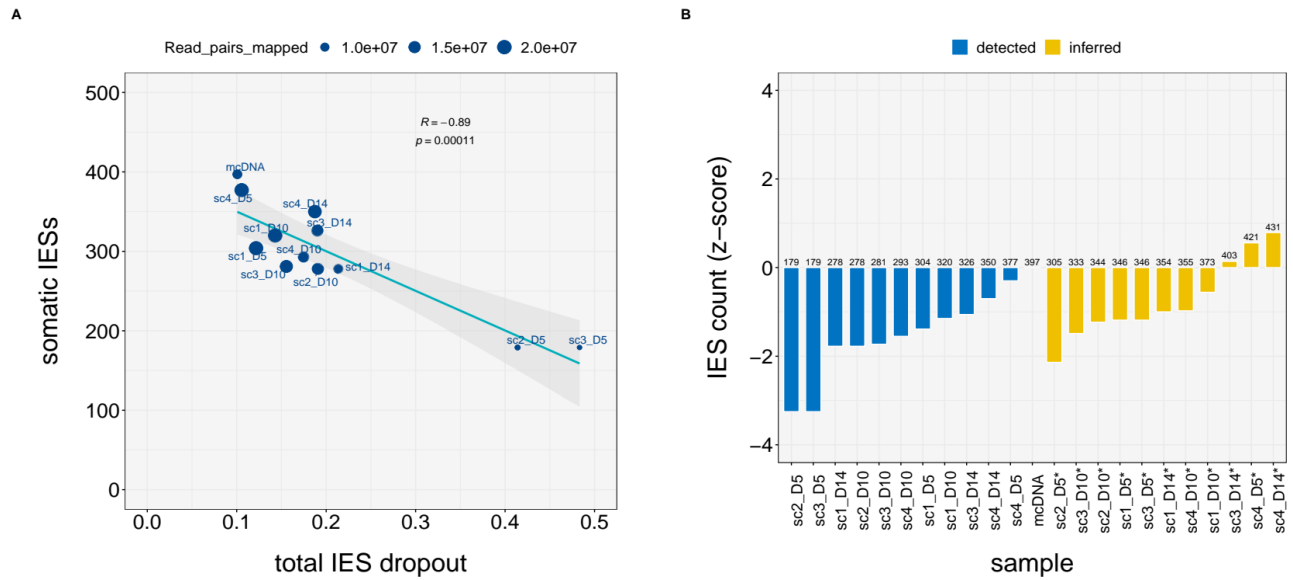 A
Read_pairs_mapped 1.0e+07 1.5e+07 2.0e+07
somatic IESs
500
400
300
200
100
0
R = −0.89
p = 0.00011
mcDNA
sc4_D5
sc4_D14
sc3_D14
sc1_D10
sc1_D5
sc4_D10
sc3_D10
sc2_D10
sc1_D14
sc2_D5
sc3_D5
0.0 0.1 0.2 0.3 0.4 0.5
total IES dropout
B
detected inferred
IES count (z−score)
4
2
0
−2
−4
179 179 278 278 281 293 304 320 326 350 377 397 305 333 344 346 346 354 355 373 403 421 431
sc2_D5
sc3_D5
sc1_D14
sc2_D10
sc3_D10
sc4_D10
sc1_D5
sc1_D10
sc3_D14
sc4_D14
sc4_D5
mcDNA
sc2_D5*
sc3_D10*
sc2_D10*
sc1_D5*
sc3_D5*
sc1_D14*
sc4_D10*
sc1_D10*
sc3_D14*
sc4_D5*
sc4_D14*
sample